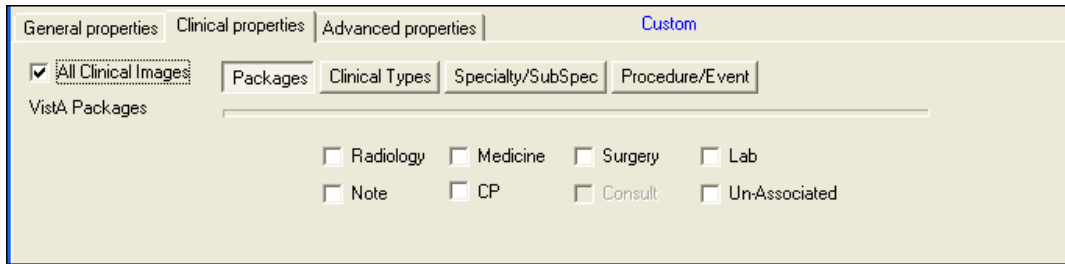 General properties Clinical properties Advanced properties Custom
All Clinical Images Packages Clinical Types Specialty/SubSpec Procedure/Event
VistA Packages
Radiology Medicine Surgery Lab
Note CP Consult Un-Associated